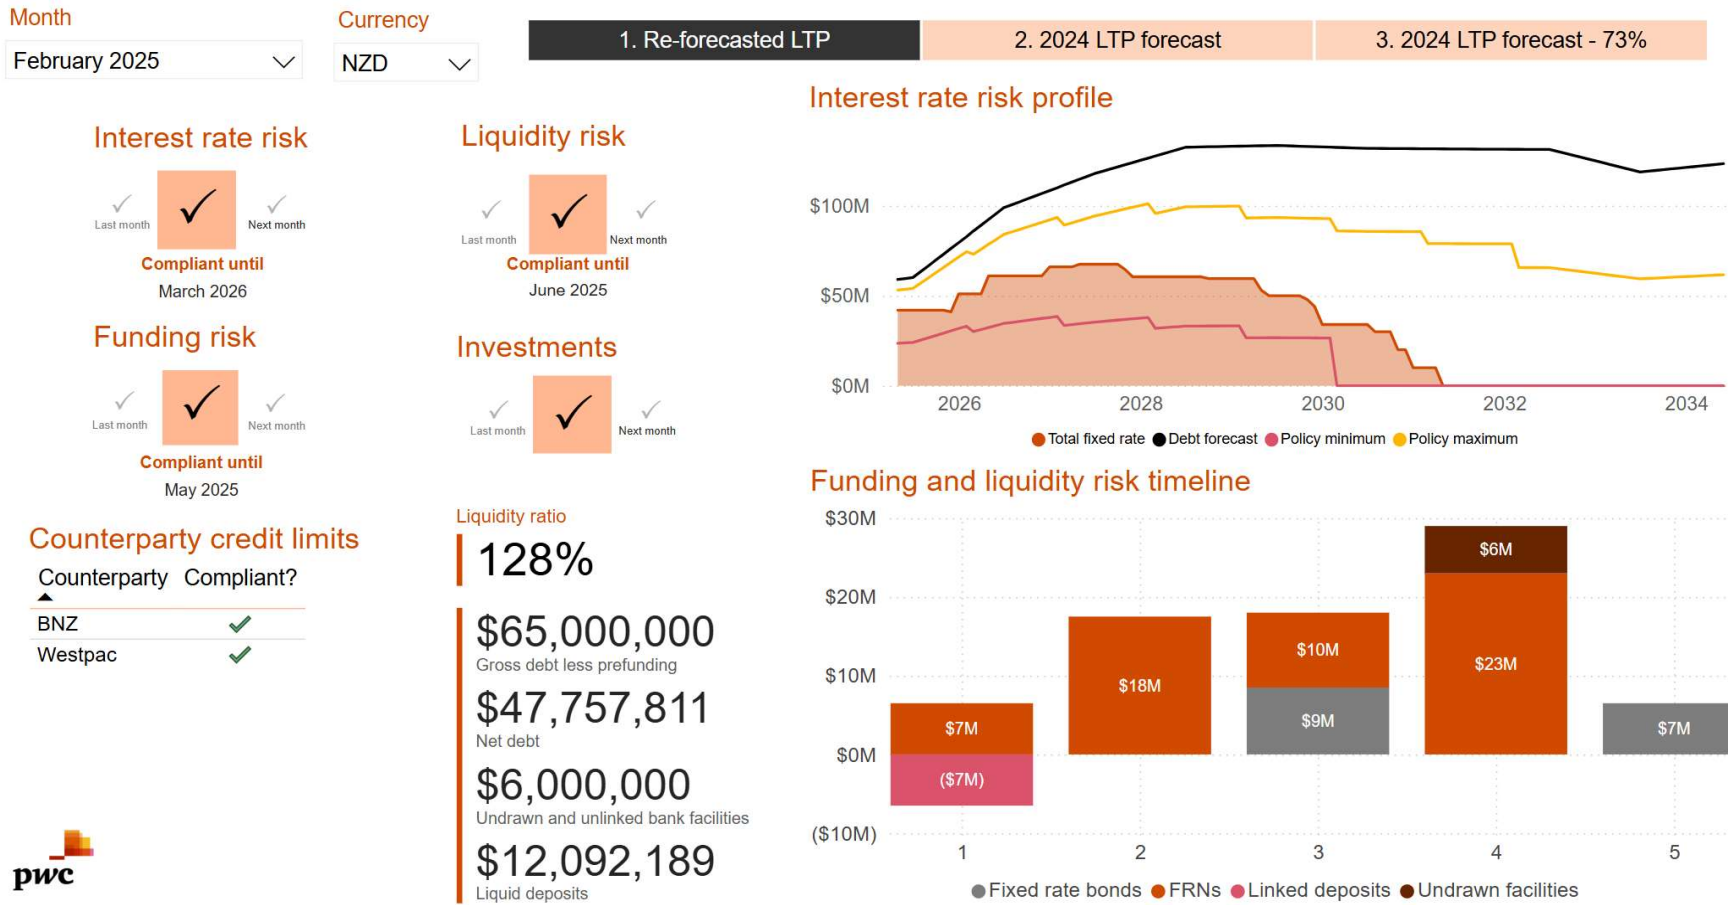 Month
February 2025
Currency
NZD
1. Re-forecasted LTP
2. 2024 LTP forecast
3. 2024 LTP forecast - 73%
Interest rate risk
Last month
Next month
Compliant until
March 2026
Liquidity risk
Last month
Next month
Compliant until
June 2025
Funding risk
Last month
Next month
Compliant until
May 2025
Investments
Last month
Next month
Counterparty credit limits
Counterparty Compliant?
BNZ
Westpac
Liquidity ratio
128%
$65,000,000
Gross debt less prefunding
$47,757,811
Net debt
$6,000,000
Undrawn and unlinked bank facilities
$12,092,189
Liquid deposits
pwc
Interest rate risk profile
$100M
$50M
$0M
2026 2028 2030 2032 2034
Total fixed rate Debt forecast Policy minimum Policy maximum
Funding and liquidity risk timeline
$30M
$20M
$10M
$0M
($10M)
$7M
($7M)
$18M
$10M
$9M
$6M
$23M
$7M
1 2 3 4 5
Fixed rate bonds FRNs Linked deposits Undrawn facilities